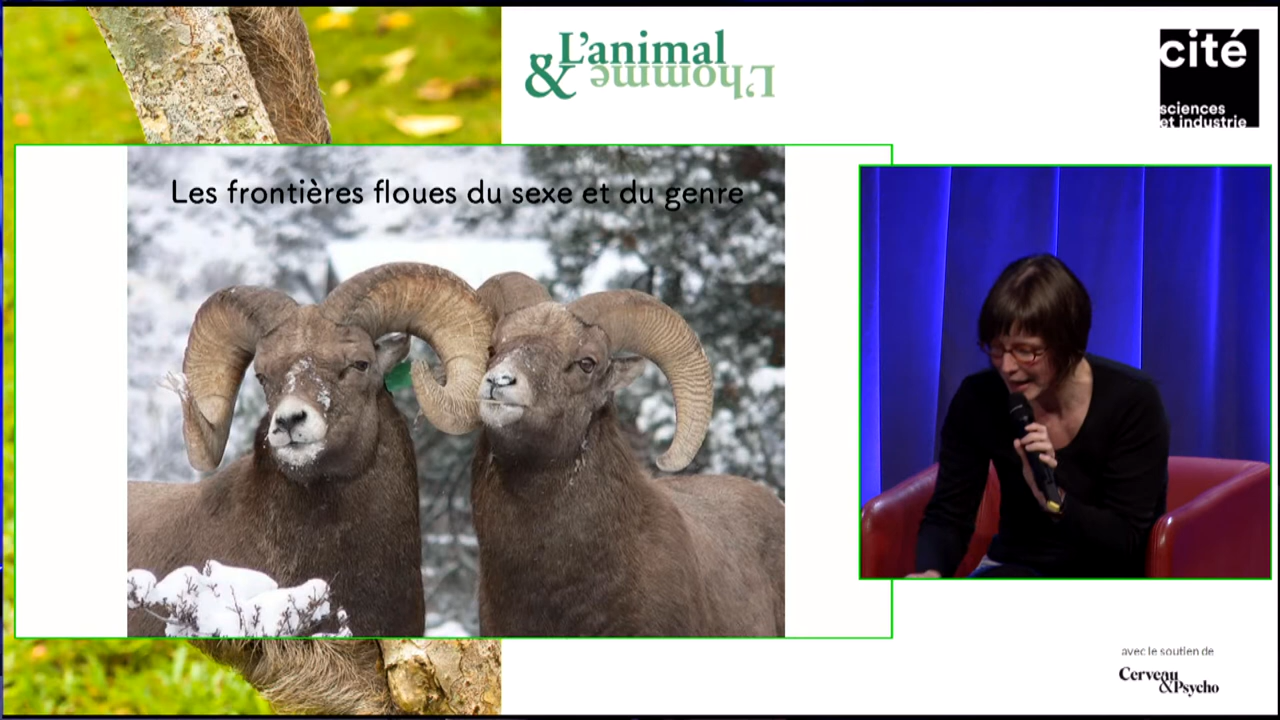 L'animal
&
L'homme
cité
sciences
et industrie
Les frontières floues du sexe et du genre
avec le soutien de
Cerveau
&Psycho